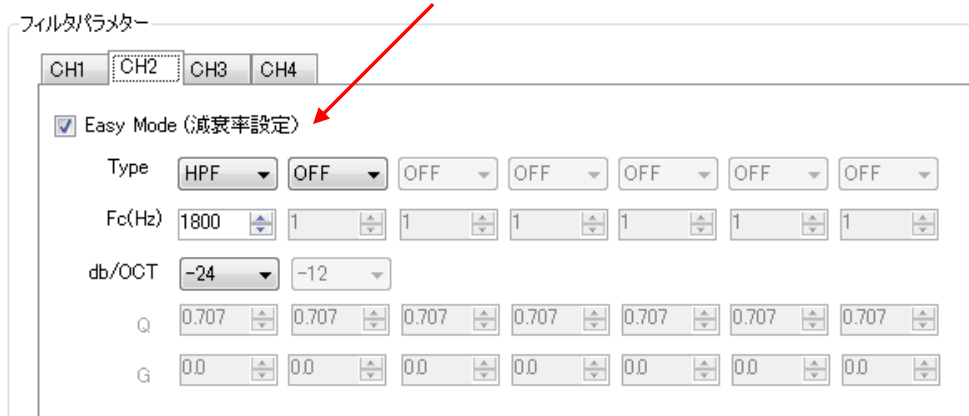 フィルタパラメター
CH1 CH2 CH3 CH4
Easy Mode (減衰率設定)
Type HPF OFF OFF OFF OFF OFF OFF
Fc(Hz) 1800 1 1 1 1 1 1
db/OCT -24 -12
Q 0.707 0.707 0.707 0.707 0.707 0.707 0.707
G 0.0 0.0 0.0 0.0 0.0 0.0 0.0